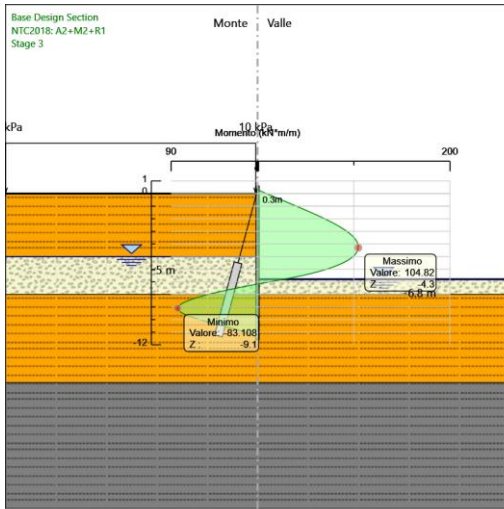 Base Design Section
NTC2018: A2+M2+R1
Stage 3
Monte
Valle
kPa
10 kPa
Momento (kN*m/m)
90
200
1
0
0.3m
-5 m
Massimo
Valore: 104.82
Z : -4.3
-6.8 m
Minimo
Valore: -83.108
Z : -9.1
-12